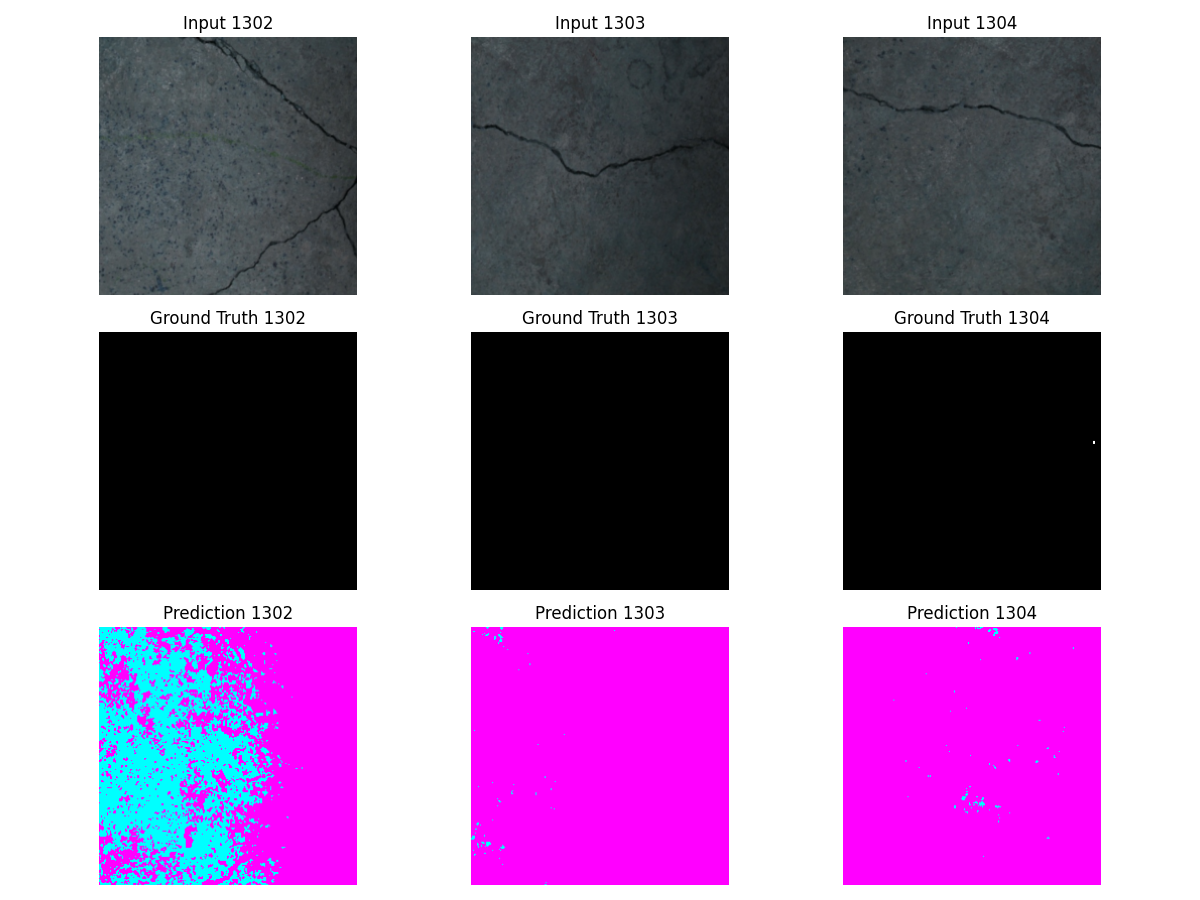 Input 1302
Input 1303
Input 1304
Ground Truth 1302
Ground Truth 1303
Ground Truth 1304
Prediction 1302
Prediction 1303
Prediction 1304